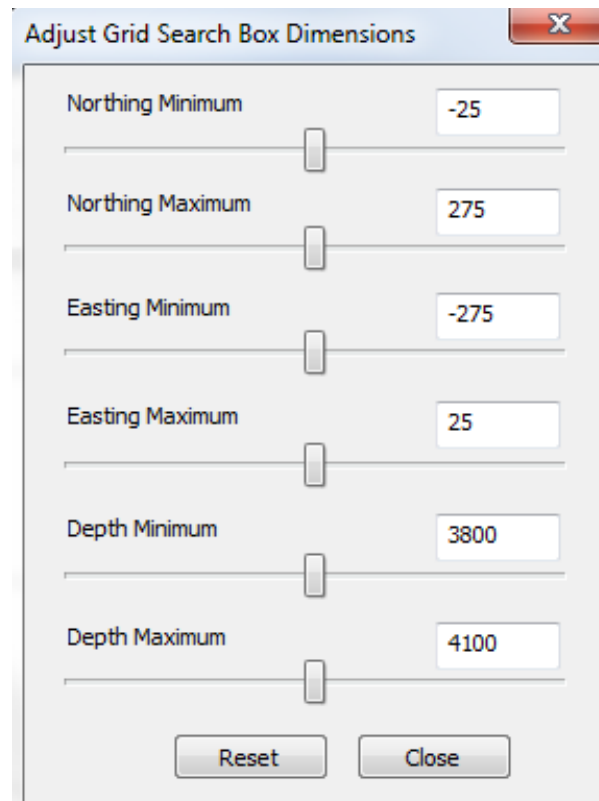 Adjust Grid Search Box Dimensions
Northing Minimum -25
Northing Maximum 275
Easting Minimum -275
Easting Maximum 25
Depth Minimum 3800
Depth Maximum 4100
Reset Close